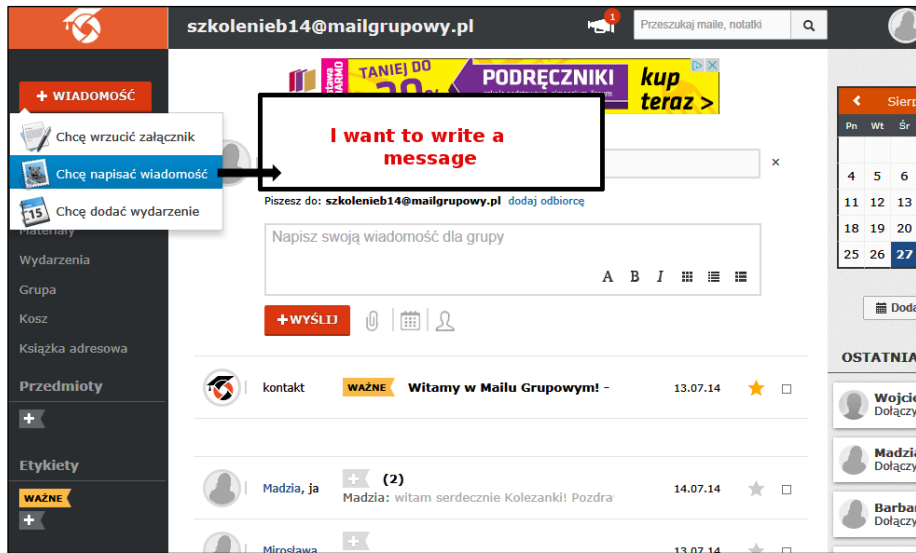 szkolenieb14@mailgrupowy.pl
1
Przeszukaj maile, notatki
+ WIADOMOŚĆ
Chcę wrzucić załącznik
Chcę napisać wiadomość
15
Chcę dodać wydarzenie
Materiały
Wydarzenia
Grupa
Kosz
Książka adresowa
Przedmioty
+
Etykiety
WAŻNE
+
TANIEJ DO
PODRĘCZNIKI
kup
teraz >
I want to write a
message
×
Piszesz do: szkolenieb14@mailgrupowy.pl dodaj odbiorcę
Napisz swoją wiadomość dla grupy
A B I
+WYŚLIJ
kontakt WAŻNE Witamy w Mailu Grupowym! - 13.07.14
Madzia, ja + (2) 14.07.14
Madzia: witam serdecznie Kolezanki! Pozdra
Mirosława + 13.07.14
Sierp
Pn Wt Śr
4 5 6
11 12 13
18 19 20
25 26 27
Doda
OSTATNIA
Wojcie
Dołączy
Madzia
Dołączy
Barbar
Dołączy